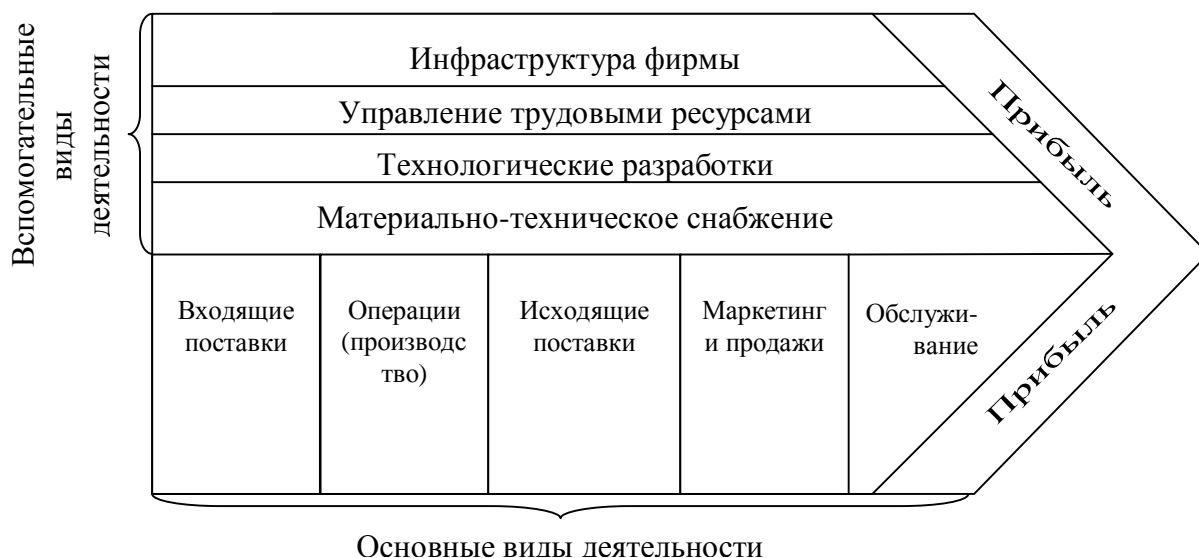 Вспомогательные
виды
деятельности
Инфраструктура фирмы
Управление трудовыми ресурсами
Технологические разработки
Материально-техническое снабжение
Прибыль
Входящие
поставки
Операции
(производс
тво)
Исходящие
поставки
Маркетинг
и продажи
Обслужи-
вание
Прибыль
Основные виды деятельности